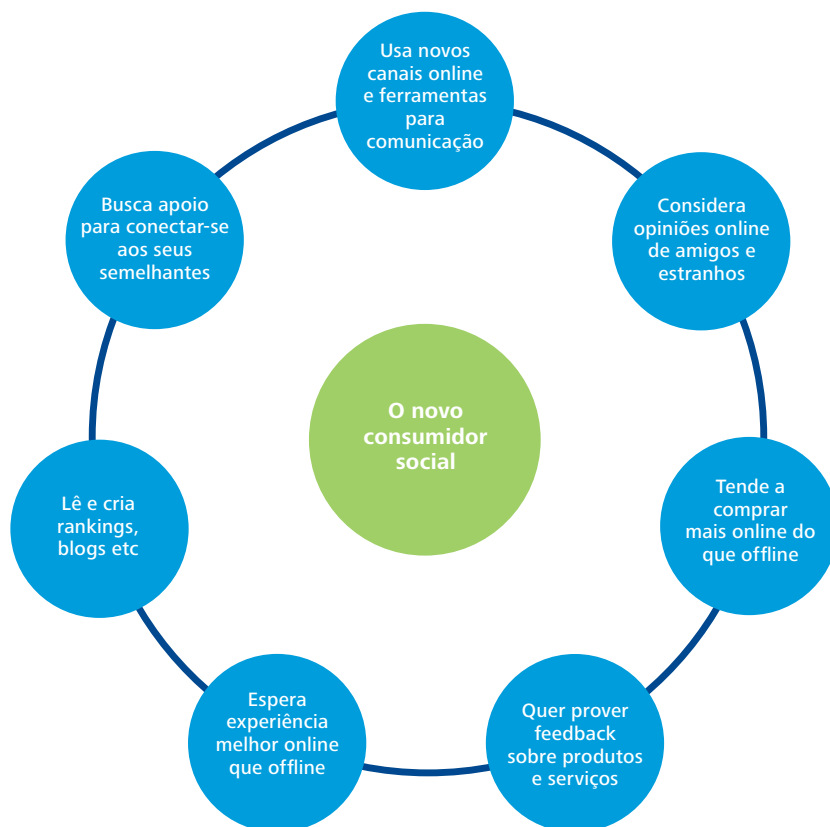 Usa novos
canais online
e ferramentas
para
comunicação
Considera
opiniões online
de amigos e
estranhos
Tende a
comprar
mais online do
que offline
Quer prover
feedback
sobre produtos
e serviços
Espera
experiência
melhor online
que offline
Lê e cria
rankings,
blogs etc
Busca apoio
para conectar-se
aos seus
semelhantes
O novo
consumidor
social